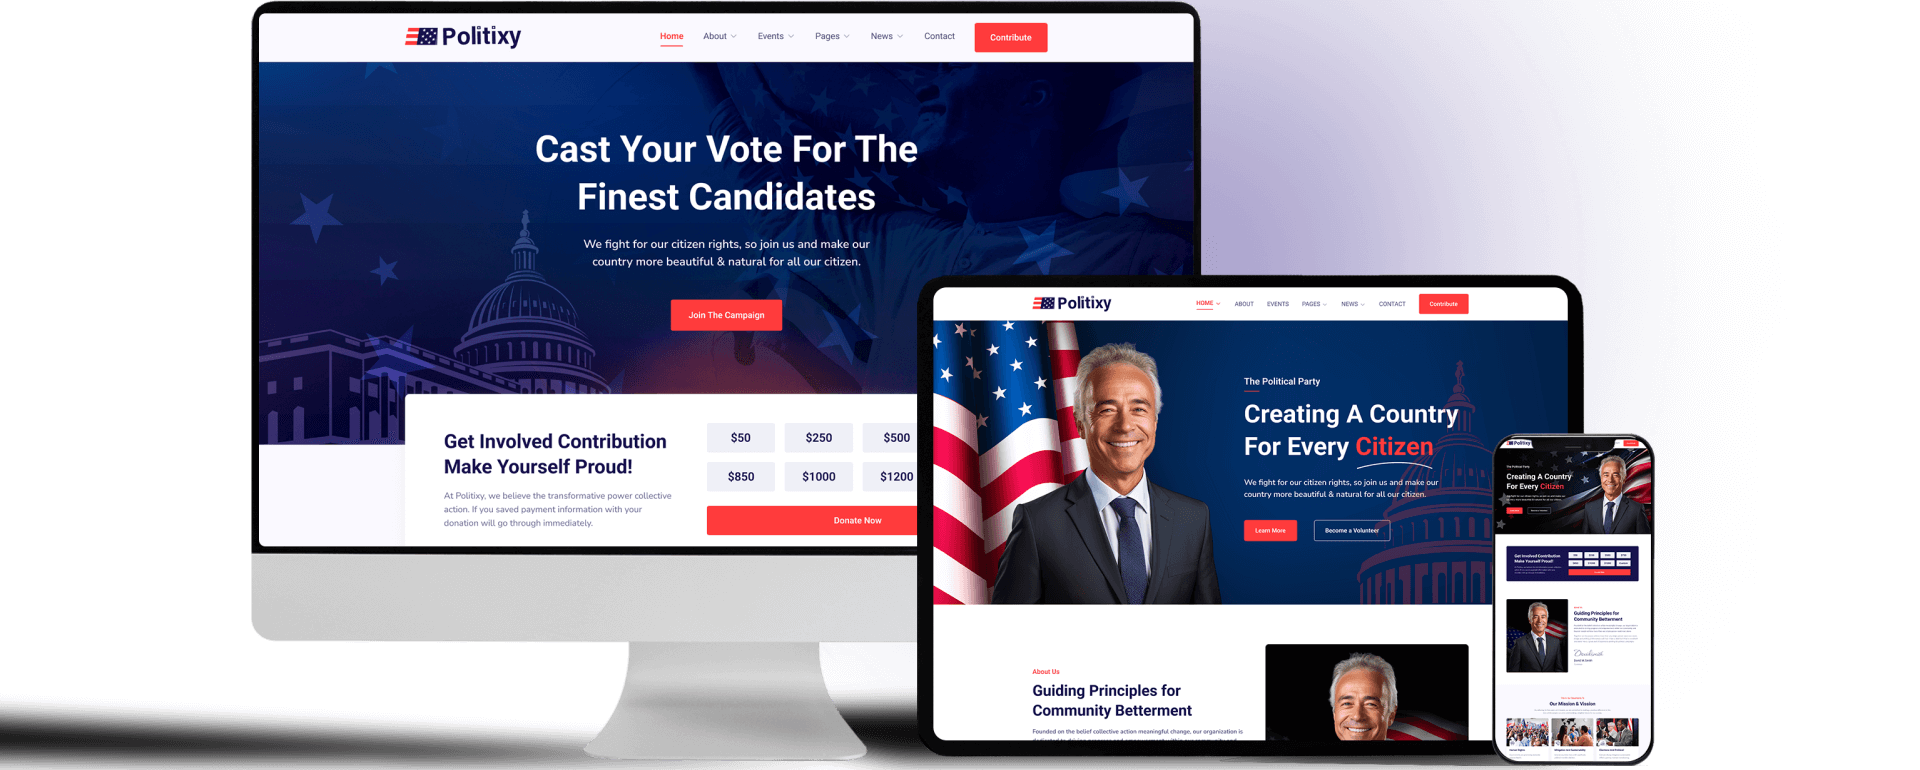 Politixy
Home About Events Pages News Contact Contribute
Cast Your Vote For The
Finest Candidates
We fight for our citizen rights, so join us and make our
country more beautiful & natural for all our citizen.
Join The Campaign
Get Involved Contribution
Make Yourself Proud!
At Politixy, we believe the transformative power collective
action. If you saved payment information with your
donation will go through immediately.
$50 $250 $500
$850 $1000 $1200
Donate Now
Politixy
HOME ABOUT EVENTS PAGES NEWS CONTACT Contribute
The Political Party
Creating A Country
For Every Citizen
We fight for our citizen rights, so join us and make our
country more beautiful & natural for all our citizen.
Learn More Become a Volunteer
About Us
Guiding Principles for
Community Betterment
Founded on the belief collective action meaningful change, our organization is
Politixy
The Political Party
Creating A Country
For Every Citizen
Get Involved Contribution
Make Yourself Proud!
Guiding Principles for
Community Betterment
Our Mission & Vission